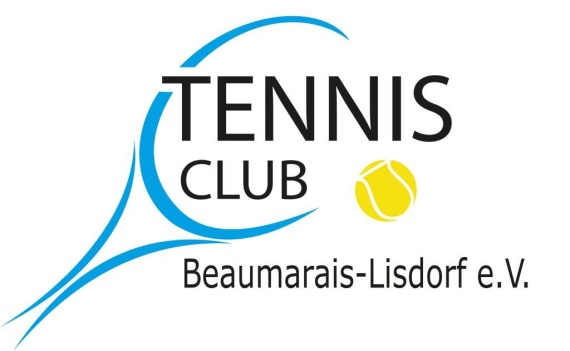 TENNIS
CLUB
Beaumarais-Lisdorf e.V.